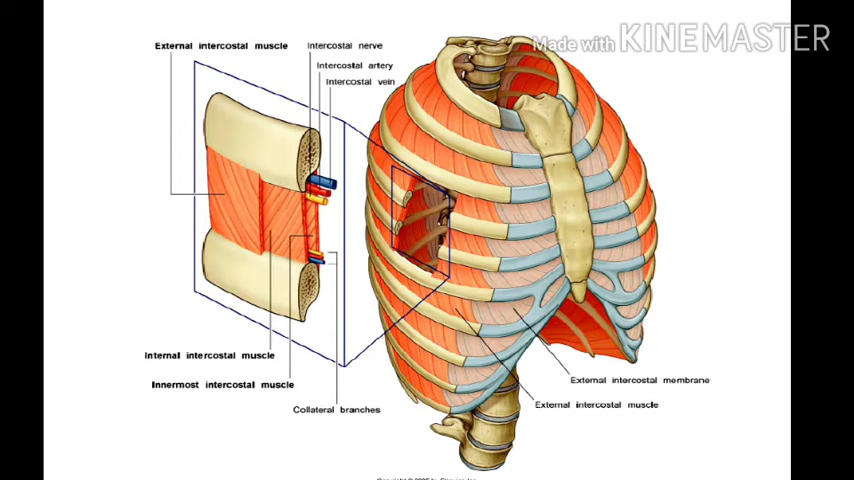 Made with KINEMASTER
External intercostal muscle
Intercostal nerve
Intercostal artery
Intercostal vein
Internal intercostal muscle
Innermost intercostal muscle
Collateral branches
External intercostal membrane
External intercostal muscle